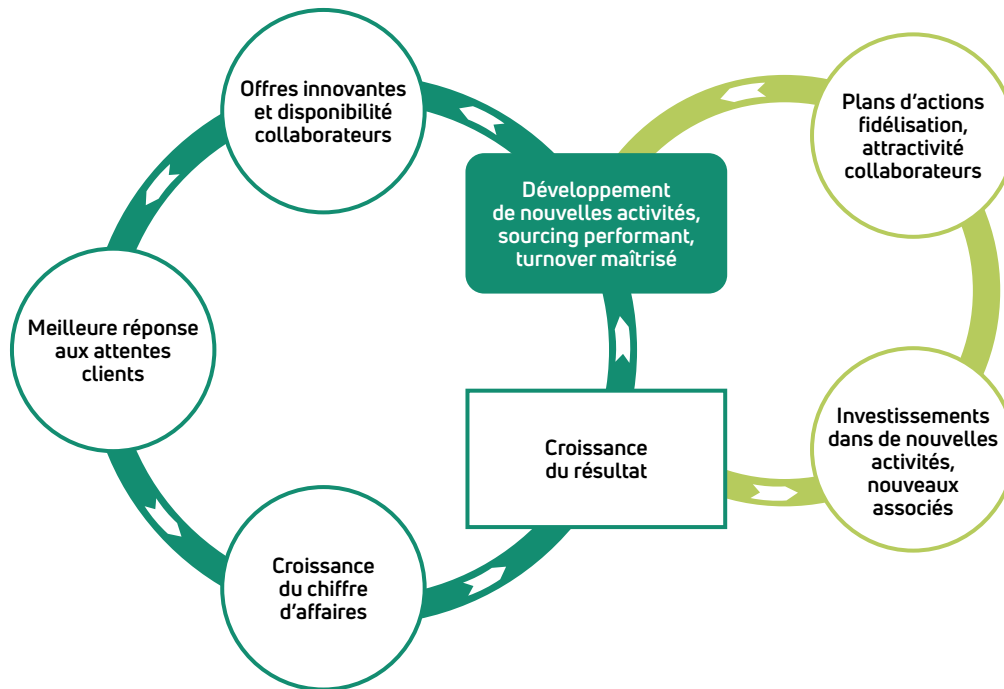 Offres innovantes
et disponibilité
collaborateurs
Plans d'actions
fidélisation,
attractivité
collaborateurs
Développement
de nouvelles activités,
sourcing performant,
turnover maîtrisé
Meilleure réponse
aux attentes
clients
Croissance
du résultat
Investissements
dans de nouvelles
activités,
nouveaux
associés
Croissance
du chiffre
d'affaires